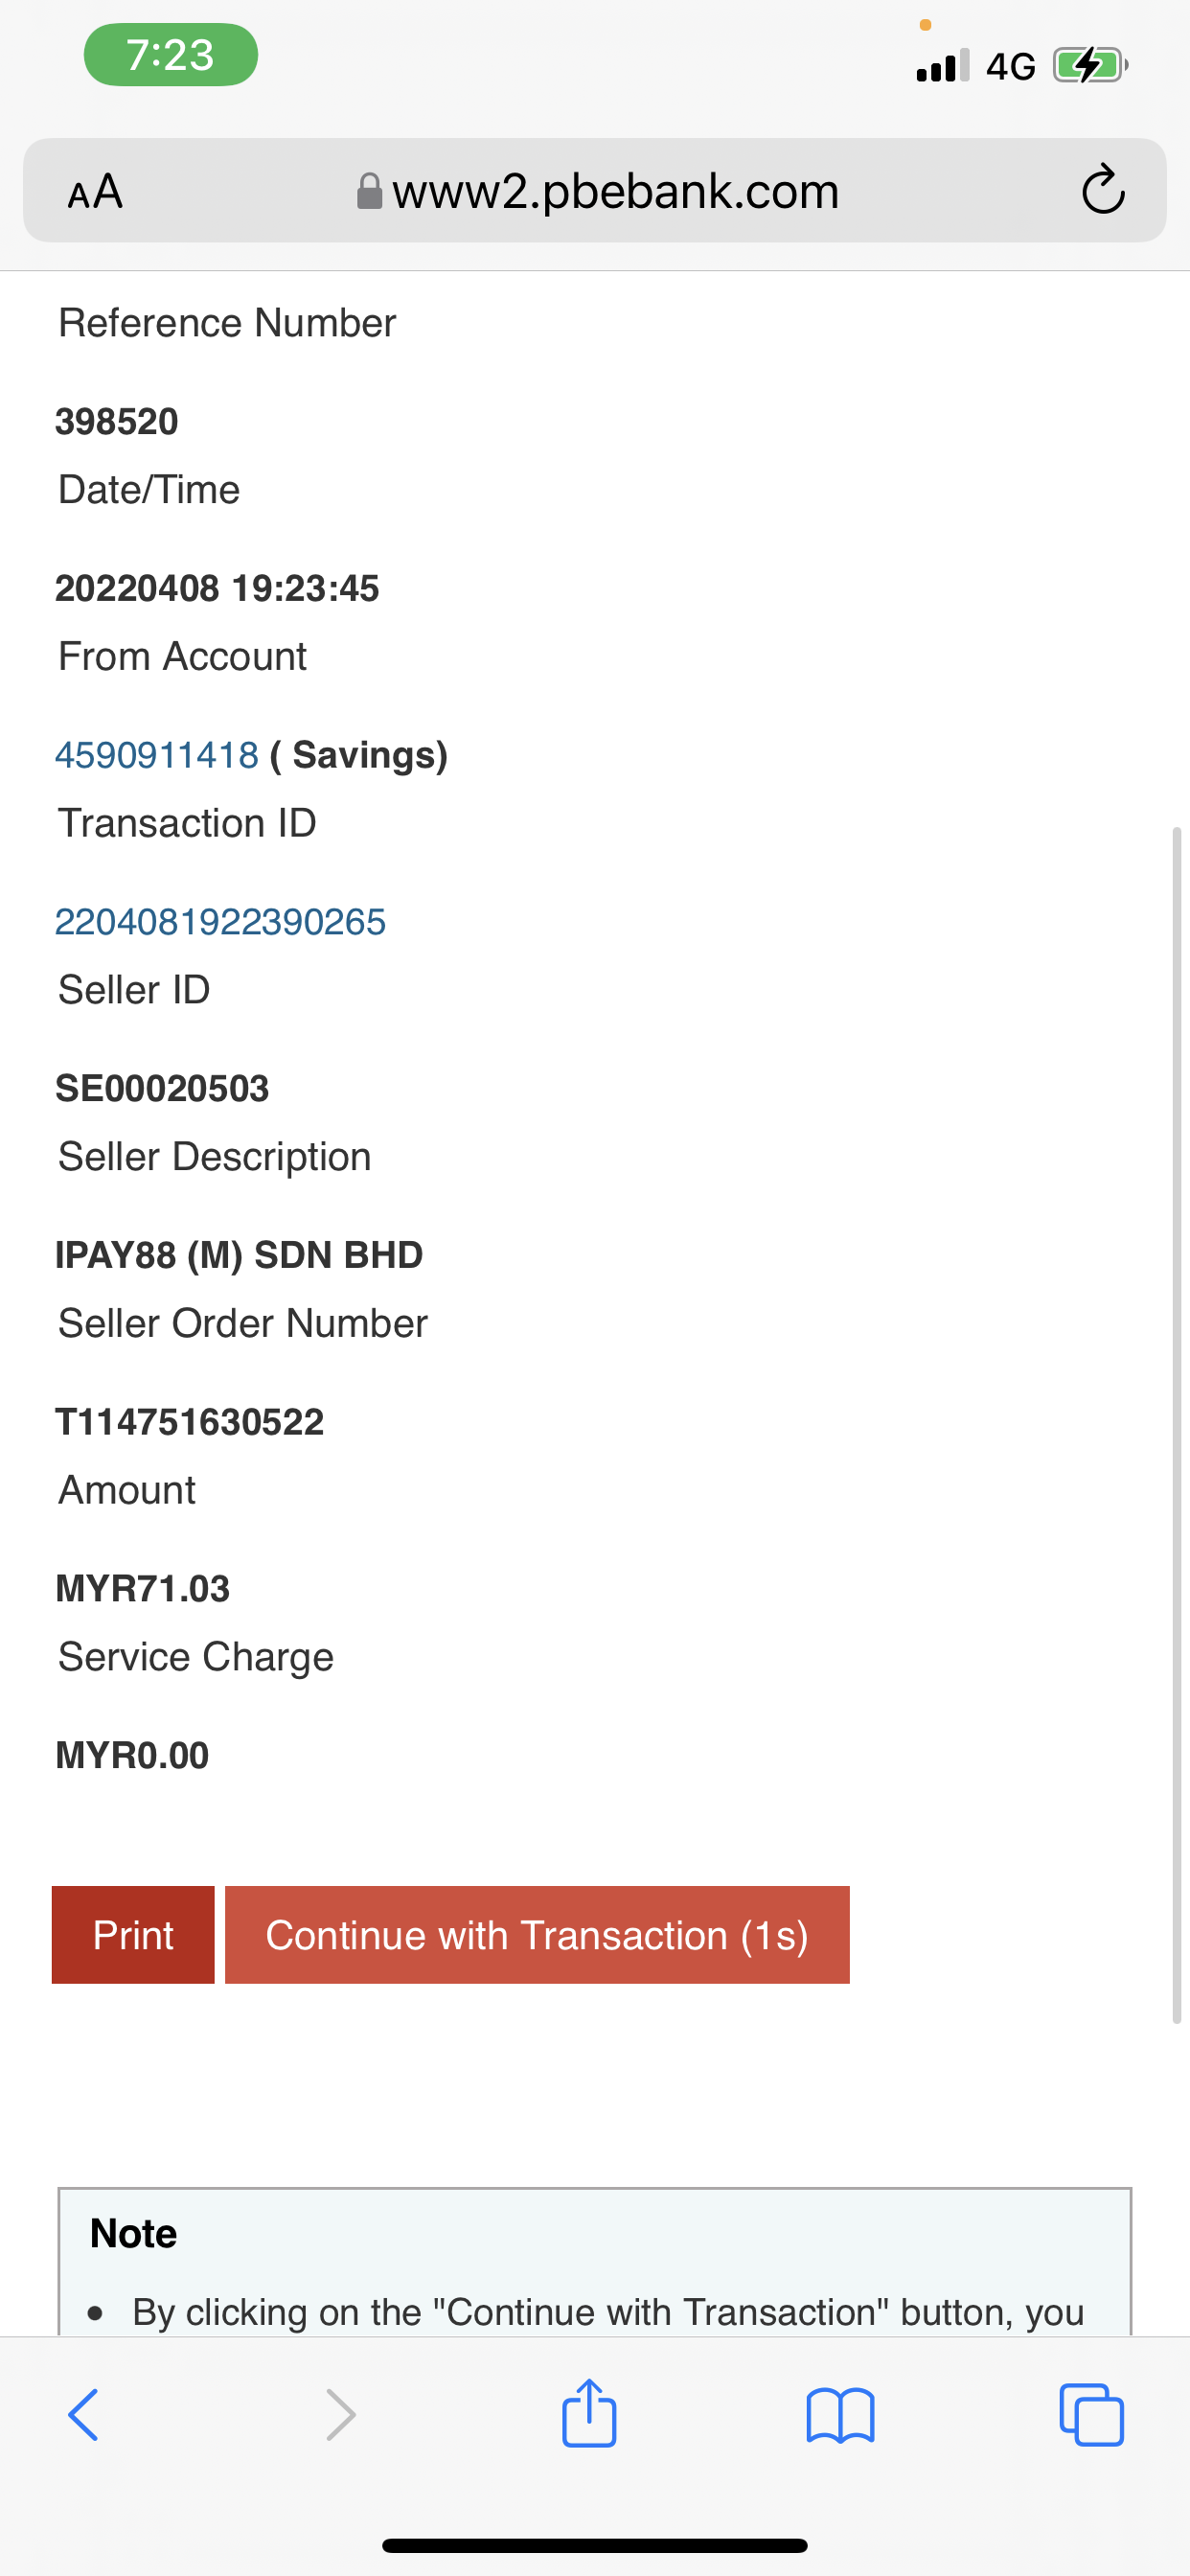 7:23
4G
AA www2.pbebank.com
Reference Number
398520
Date/Time
20220408 19:23:45
From Account
4590911418 ( Savings)
Transaction ID
2204081922390265
Seller ID
SE00020503
Seller Description
IPAY88 (M) SDN BHD
Seller Order Number
T114751630522
Amount
MYR71.03
Service Charge
MYR0.00
Print Continue with Transaction (1s)
Note
• By clicking on the "Continue with Transaction" button, you